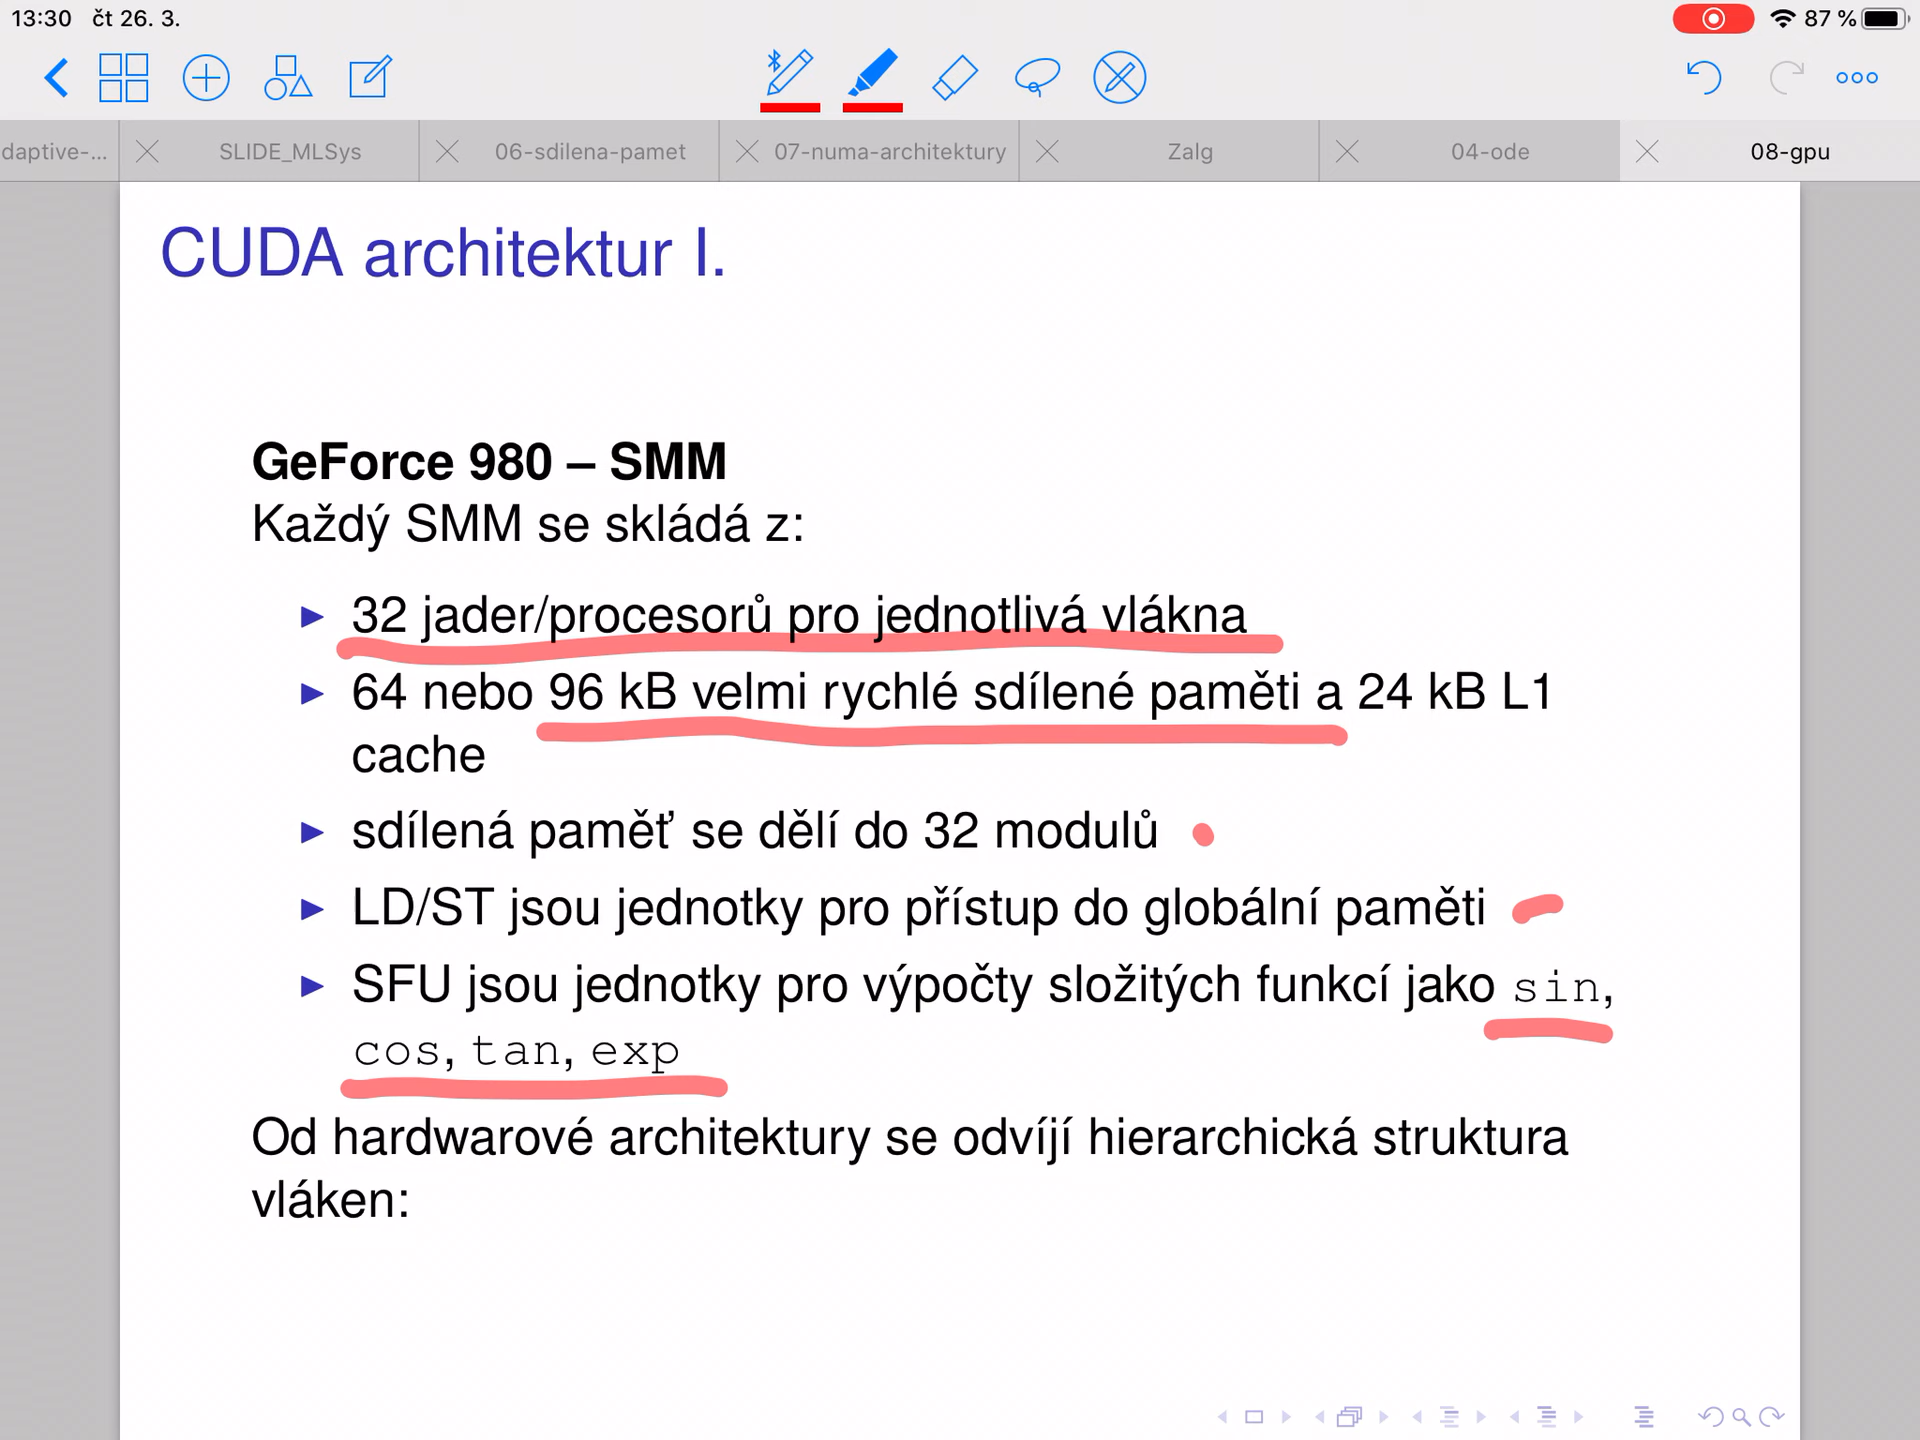 13:30 čt 26. 3. 87 %
daptive-... SLIDE_MLSys 06-sdilena-pamet 07-numa-architektury Zalg 04-ode 08-gpu
CUDA architektur I.
GeForce 980 – SMM
Každý SMM se skládá z:
► 32 jader/procesorů pro jednotlivá vlákna
► 64 nebo 96 kB velmi rychlé sdílené paměti a 24 kB L1
cache
► sdílená paměť se dělí do 32 modulů
► LD/ST jsou jednotky pro přístup do globální paměti
► SFU jsou jednotky pro výpočty složitých funkcí jako sin,
cos, tan, exp
Od hardwarové architektury se odvíjí hierarchická struktura
vláken: